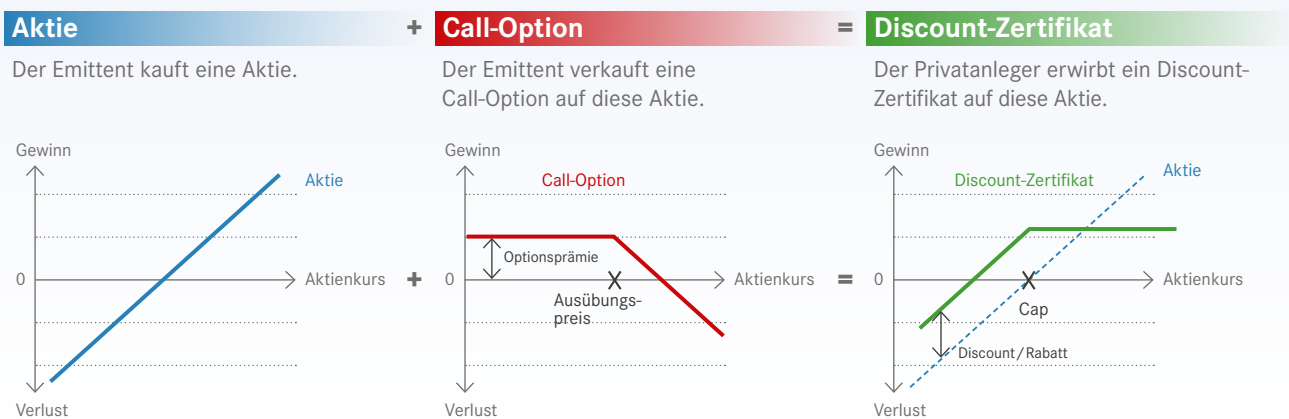 Aktie
+
Call-Option
=
Discount-Zertifikat
Der Emittent kauft eine Aktie.
Der Emittent verkauft eine
Call-Option auf diese Aktie.
Der Privatanleger erwirbt ein Discount-
Zertifikat auf diese Aktie.
Gewinn
Aktie
0
Aktienkurs
Verlust
+
Gewinn
Call-Option
Optionsprämie
0
Aktienkurs
Ausübungs-
preis
Verlust
=
Gewinn
Aktie
Discount-Zertifikat
0
Aktienkurs
Cap
Discount/Rabatt
Verlust